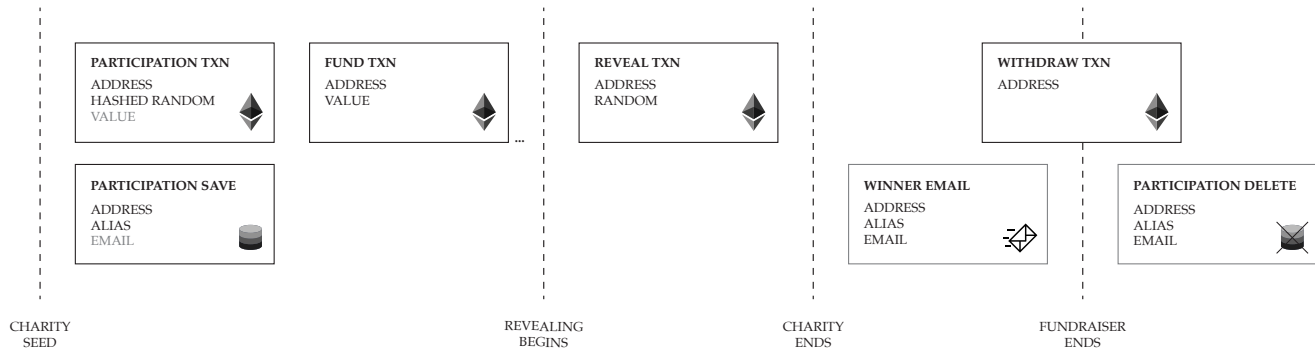 PARTICIPATION TXN
ADDRESS
HASHED RANDOM
VALUE
FUND TXN
ADDRESS
VALUE
...
REVEAL TXN
ADDRESS
RANDOM
WITHDRAW TXN
ADDRESS
PARTICIPATION SAVE
ADDRESS
ALIAS
EMAIL
WINNER EMAIL
ADDRESS
ALIAS
EMAIL
PARTICIPATION DELETE
ADDRESS
ALIAS
EMAIL
CHARITY
SEED
REVEALING
BEGINS
CHARITY
ENDS
FUNDRAISER
ENDS